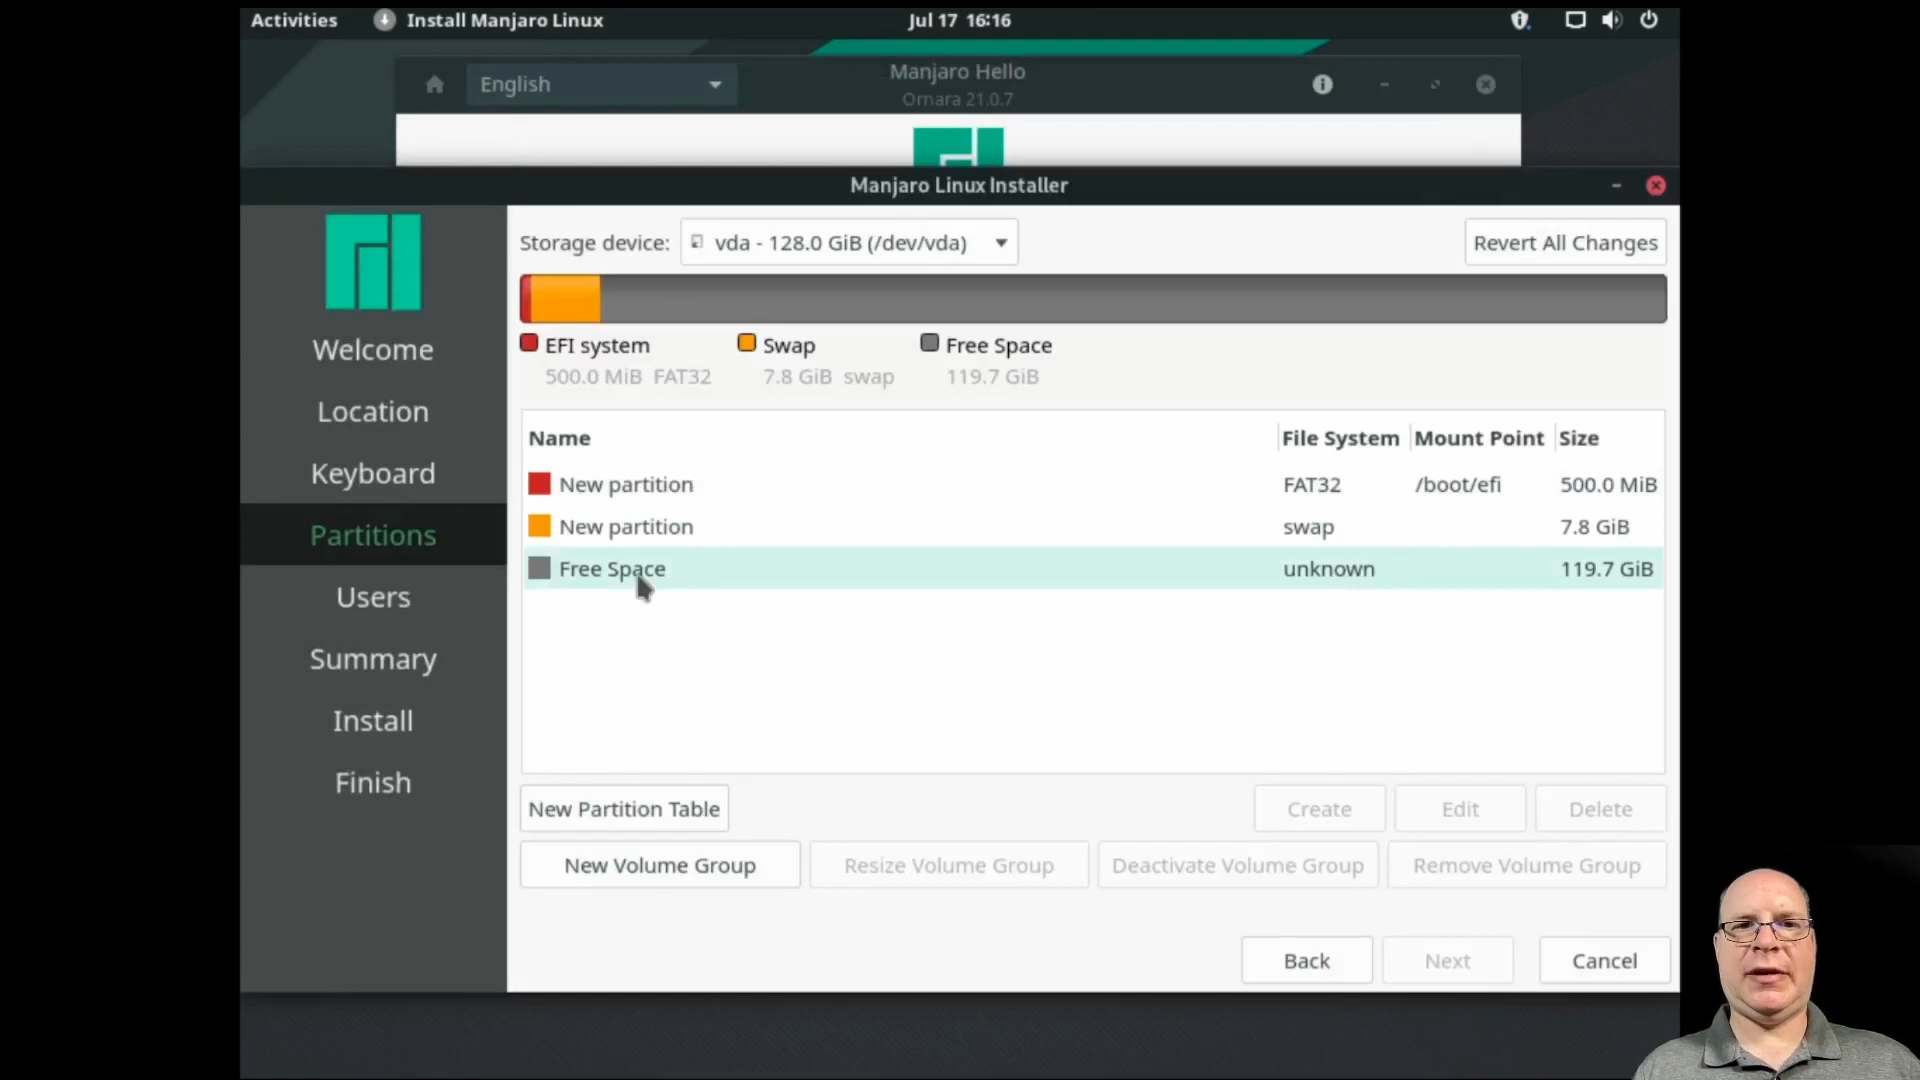 Activities Install Manjaro Linux Jul 17 16:16
English Manjaro Hello
Ornara 21.0.7
Manjaro Linux Installer
Welcome
Location
Keyboard
Partitions
Users
Summary
Install
Finish
Storage device: vda - 128.0 GiB (/dev/vda) Revert All Changes
EFI system Swap Free Space
500.0 MiB FAT32 7.8 GiB swap 119.7 GiB
Name File System Mount Point Size
New partition FAT32 /boot/efi 500.0 MiB
New partition swap 7.8 GiB
Free Space unknown 119.7 GiB
New Partition Table Create Edit Delete
New Volume Group Resize Volume Group Deactivate Volume Group Remove Volume Group
Back Next Cancel